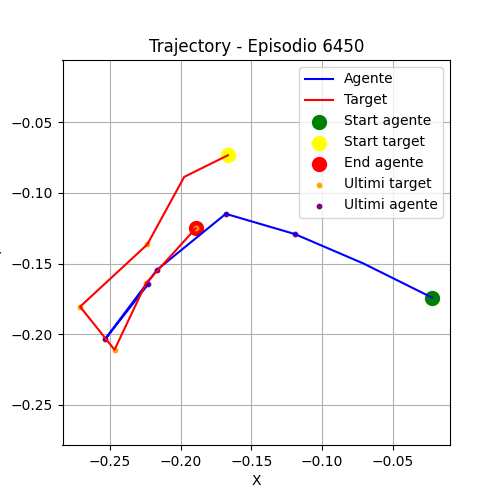 Trajectory - Episodio 6450
Agente
Target
Start agente
Start target
End agente
Ultimi target
Ultimi agente
−0.05
−0.10
−0.15
−0.20
−0.25
−0.25
−0.20
−0.15
−0.10
−0.05
X